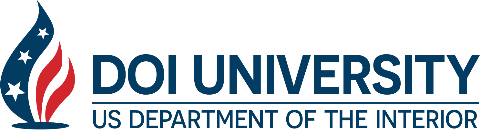 DOI UNIVERSITY
US DEPARTMENT OF THE INTERIOR